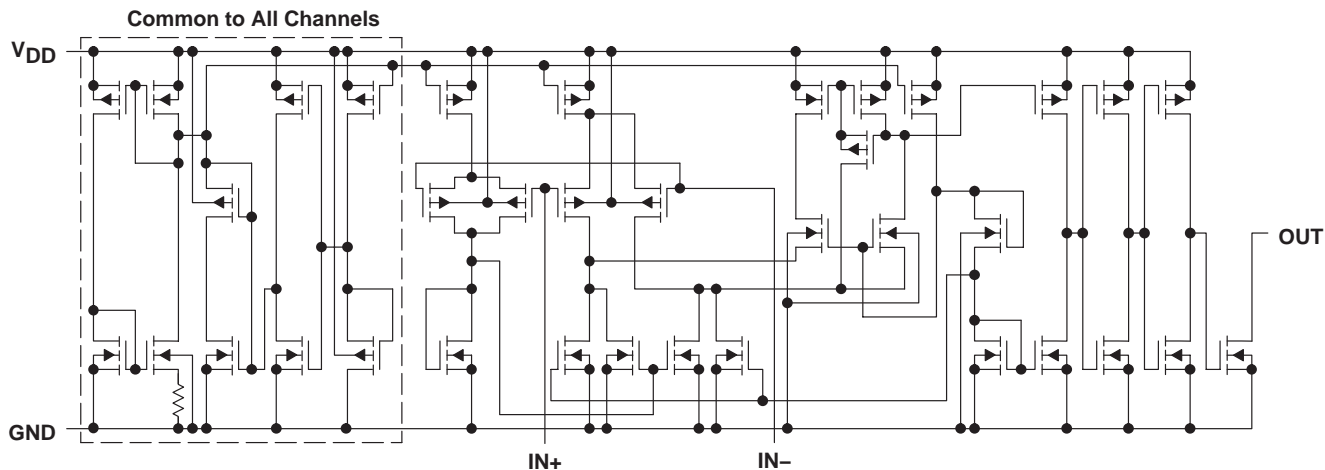 Common to All Channels
VDD
OUT
GND
IN+
IN−